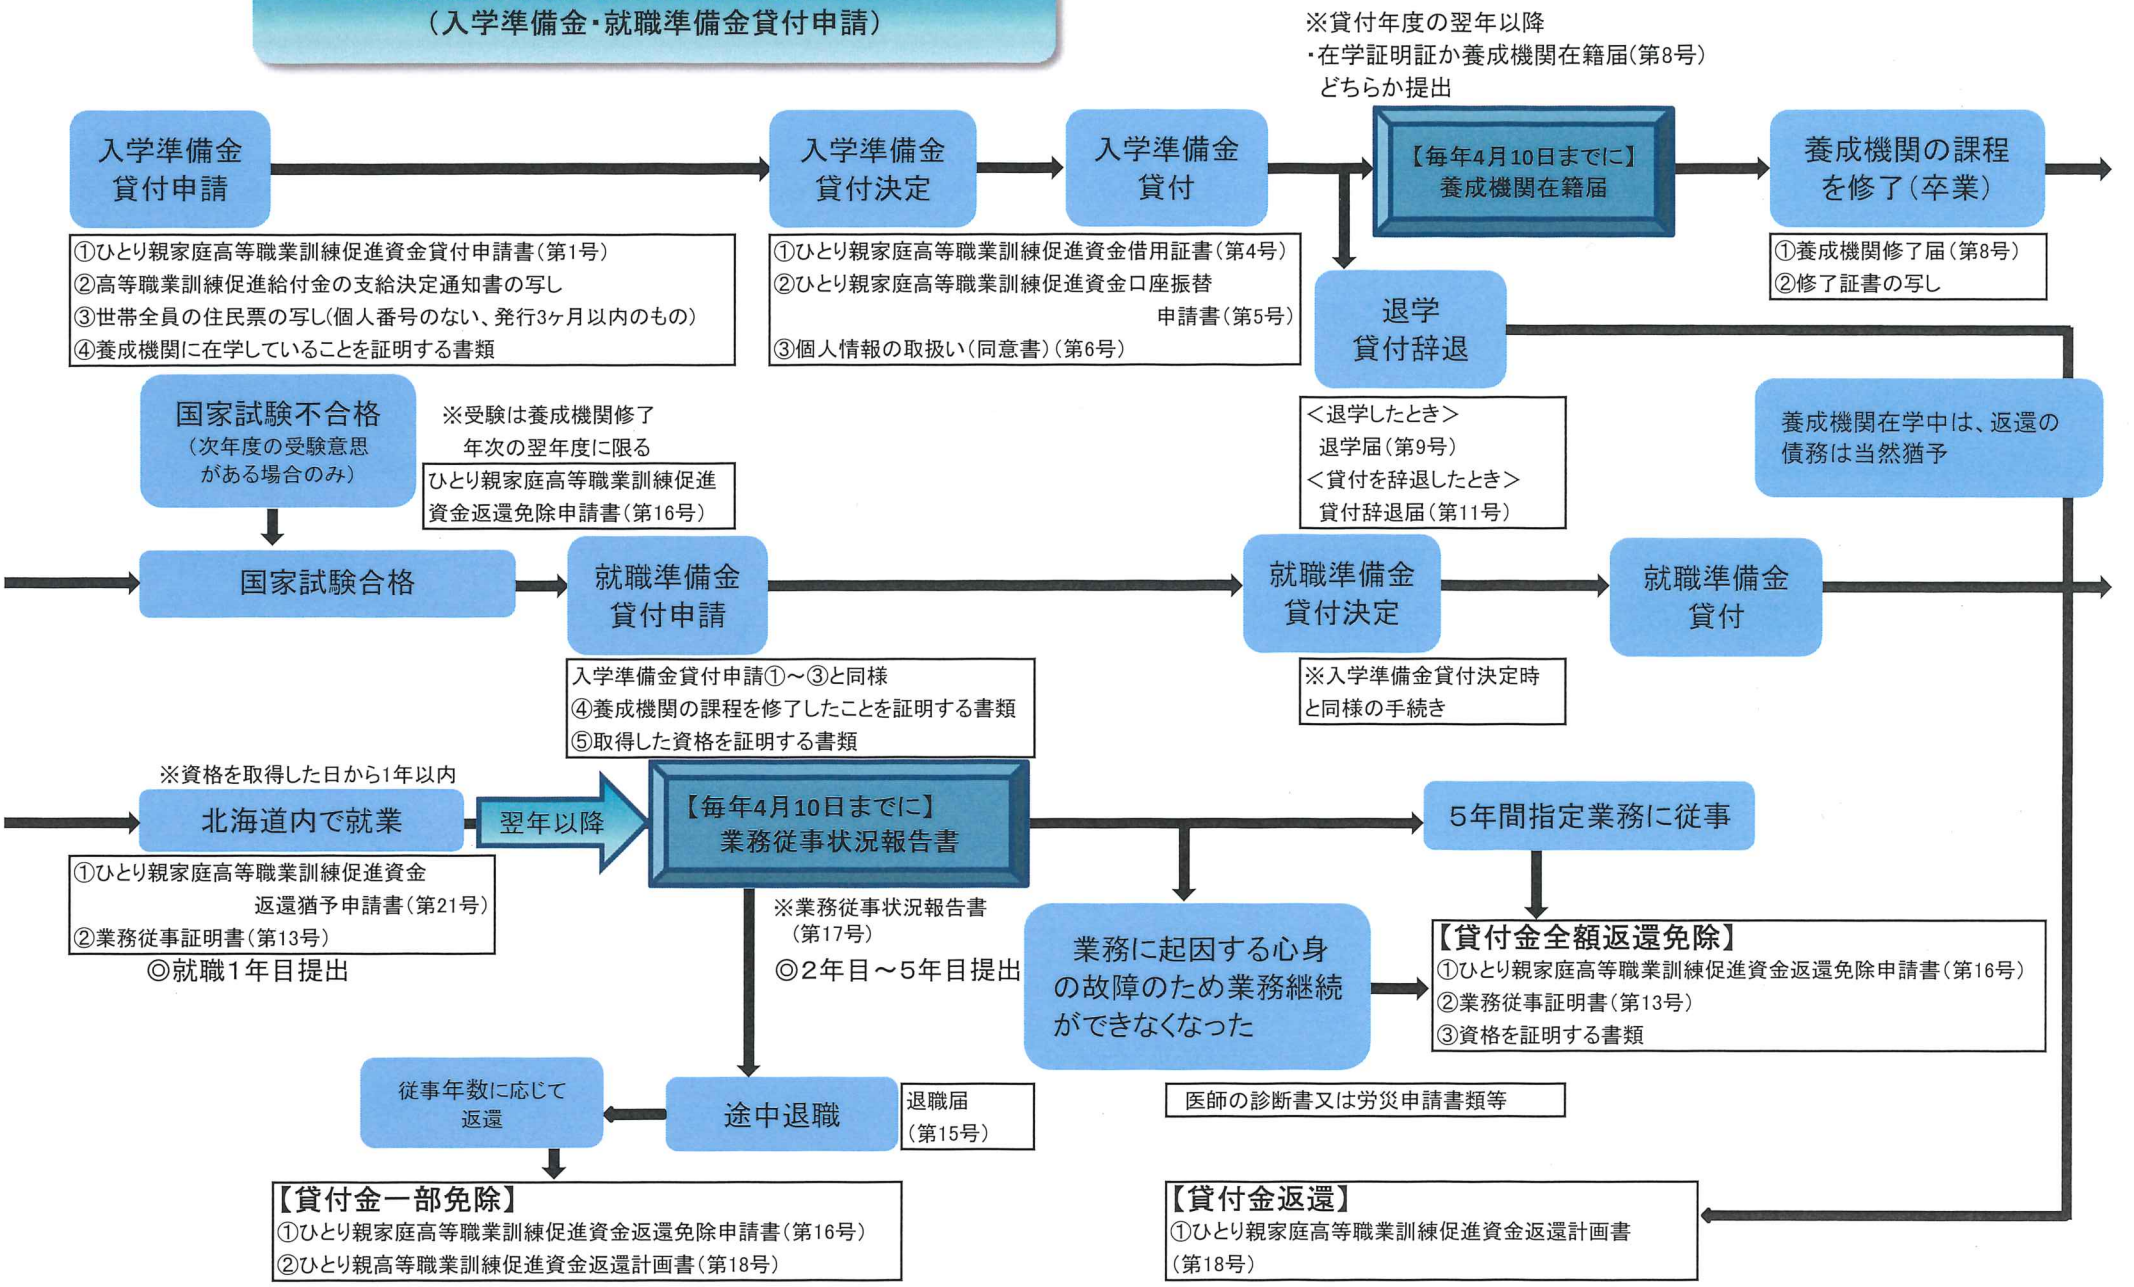 (入学準備金・就職準備金貸付申請)
※貸付年度の翌年以降
・在学証明証か養成機関在籍届(第8号)
どちらか提出
入学準備金
貸付申請
入学準備金
貸付決定
入学準備金
貸付
【毎年4月10日までに】
養成機関在籍届
養成機関の課程
を修了(卒業)
①ひとり親家庭高等職業訓練促進資金貸付申請書(第1号)
②高等職業訓練促進給付金の支給決定通知書の写し
③世帯全員の住民票の写し(個人番号のない、発行3ヶ月以内のもの)
④養成機関に在学していることを証明する書類
①ひとり親家庭高等職業訓練促進資金借用証書(第4号)
②ひとり親家庭高等職業訓練促進資金口座振替
申請書(第5号)
③個人情報の取扱い(同意書)(第6号)
①養成機関修了届(第8号)
②修了証書の写し
退学
貸付辞退
<退学したとき>
退学届(第9号)
<貸付を辞退したとき>
貸付辞退届(第11号)
養成機関在学中は、返還の
債務は当然猶予
国家試験不合格
(次年度の受験意思
がある場合のみ)
※受験は養成機関修了
年次の翌年度に限る
ひとり親家庭高等職業訓練促進
資金返還免除申請書(第16号)
国家試験合格
就職準備金
貸付申請
就職準備金
貸付決定
就職準備金
貸付
入学準備金貸付申請①~③と同様
④養成機関の課程を修了したことを証明する書類
⑤取得した資格を証明する書類
※入学準備金貸付決定時
と同様の手続き
※資格を取得した日から1年以内
北海道内で就業
翌年以降
【毎年4月10日までに】
業務従事状況報告書
5年間指定業務に従事
①ひとり親家庭高等職業訓練促進資金
返還猶予申請書(第21号)
②業務従事証明書(第13号)
◎就職1年目提出
※業務従事状況報告書
(第17号)
◎2年目~5年目提出
業務に起因する心身
の故障のため業務継続
ができなくなった
【貸付金全額返還免除】
①ひとり親家庭高等職業訓練促進資金返還免除申請書(第16号)
②業務従事証明書(第13号)
③資格を証明する書類
従事年数に応じて
返還
途中退職
退職届
(第15号)
医師の診断書又は労災申請書類等
【貸付金一部免除】
①ひとり親家庭高等職業訓練促進資金返還免除申請書(第16号)
②ひとり親高等職業訓練促進資金返還計画書(第18号)
【貸付金返還】
①ひとり親家庭高等職業訓練促進資金返還計画書
(第18号)